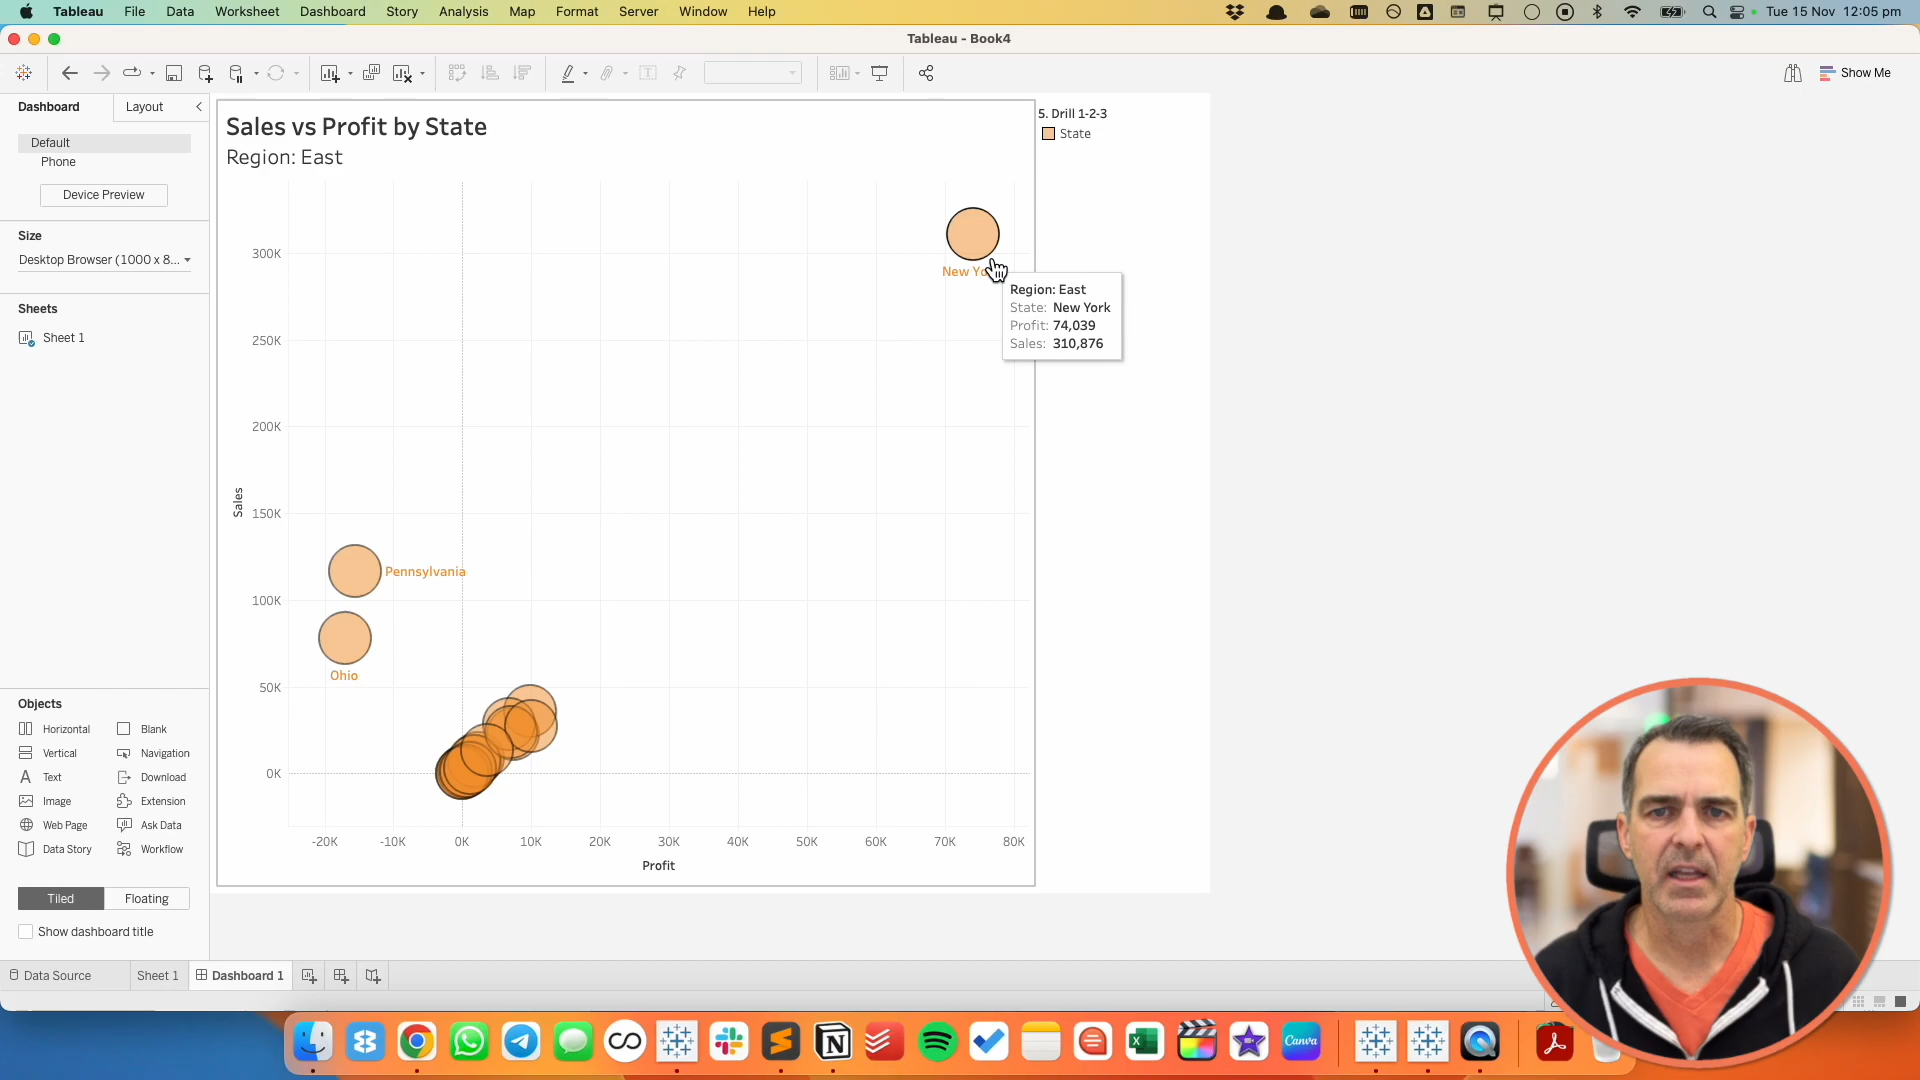 Tableau File Data Worksheet Dashboard Story Analysis Map Format Server Window Help Tue 15 Nov 12:05 pm
Tableau - Book4
Show Me
Dashboard Layout
Default
Phone
Device Preview
Size
Desktop Browser (1000 x 8...
Sheets
Sheet 1
Objects
Horizontal Blank
Vertical Navigation
Text Download
Image Extension
Web Page Ask Data
Data Story Workflow
Tiled Floating
Show dashboard title
Sales vs Profit by State
Region: East
5. Drill 1-2-3
State
300K
250K
200K
150K
100K
50K
0K
Sales
New Yo
Region: East
State: New York
Profit: 74,039
Sales: 310,876
Pennsylvania
Ohio
-20K -10K 0K 10K 20K 30K 40K 50K 60K 70K 80K
Profit
Data Source Sheet 1 Dashboard 1
Canva